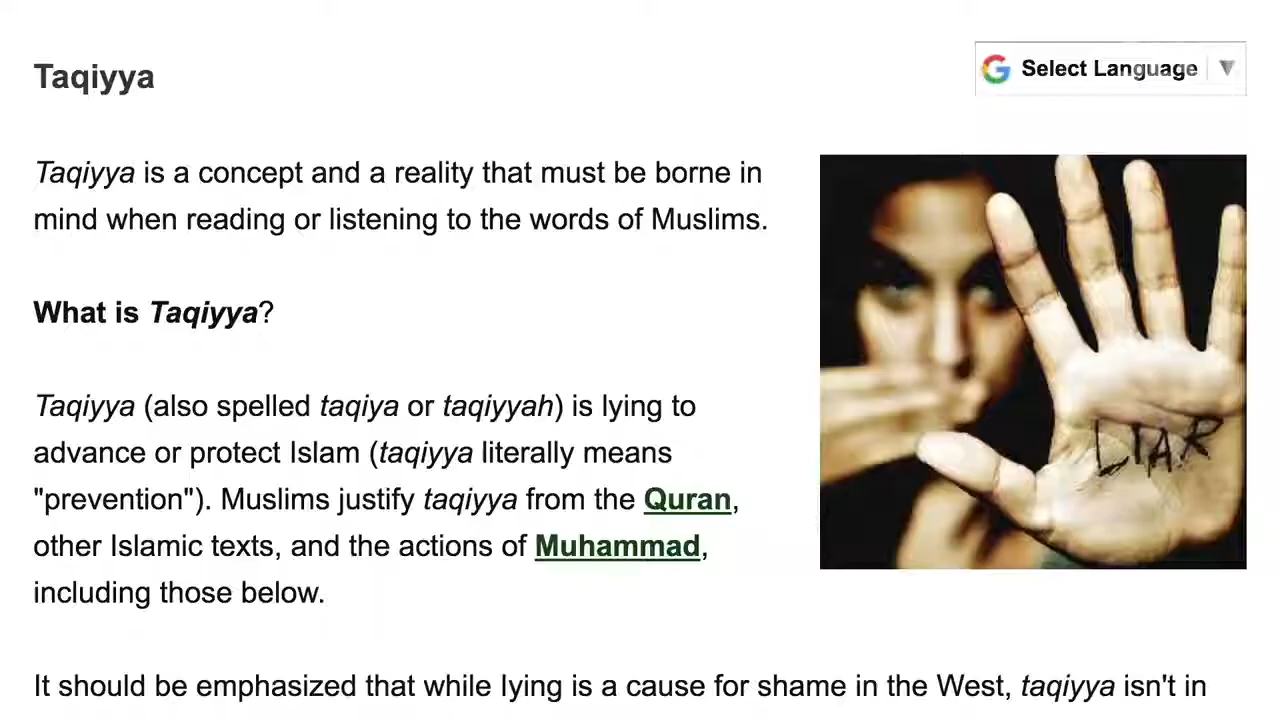 Taqiyya
Select Language
Taqiyya is a concept and a reality that must be borne in
mind when reading or listening to the words of Muslims.
What is Taqiyya?
Taqiyya (also spelled taqiya or taqiyyah) is lying to
advance or protect Islam (taqiyya literally means
"prevention"). Muslims justify taqiyya from the Quran,
other Islamic texts, and the actions of Muhammad,
including those below.
LIAR
It should be emphasized that while lying is a cause for shame in the West, taqiyya isn't in